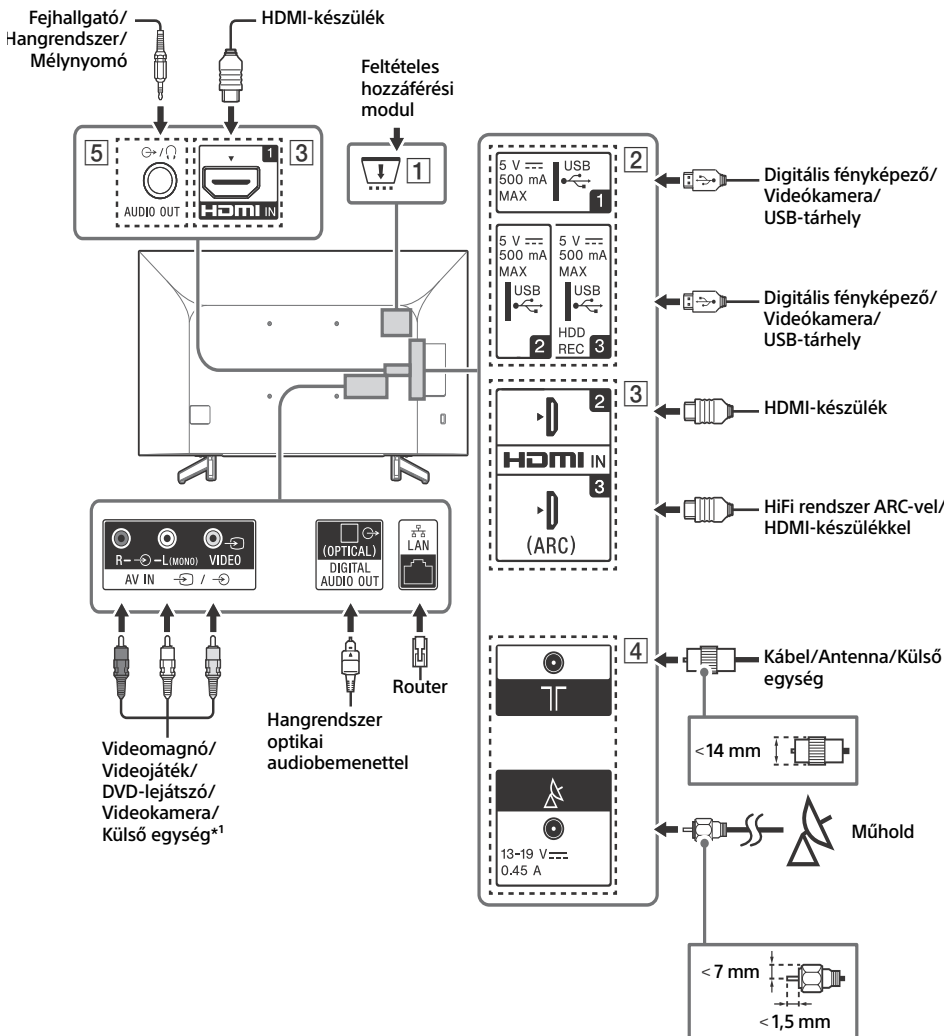 Fejhallgató/
Hangrendszer/
Mélynyomó
HDMI-készülék
Feltételes
hozzáférési
modul
5
AUDIO OUT
1
HDMI IN
3
1
2
5 V
500 mA
MAX
USB
1
Digitális fényképező/
Videókamera/
USB-tárhely
5 V
500 mA
MAX
USB
2
5 V
500 mA
MAX
USB
HDD
REC 3
Digitális fényképező/
Videókamera/
USB-tárhely
3
2
HDMI IN
3
(ARC)
HDMI-készülék
HiFi rendszer ARC-vel/
HDMI-készülékkel
R L(MONO) VIDEO
AV IN /
(OPTICAL)
DIGITAL
AUDIO OUT
LAN
Videomagnó/
Videojáték/
DVD-lejátszó/
Videokamera/
Külső egység*1
Hangrendszer
optikai
audiobemenettel
Router
4
Kábel/Antenna/Külső
egység
<14 mm
13-19 V
0.45 A
Műhold
<7 mm
<1,5 mm